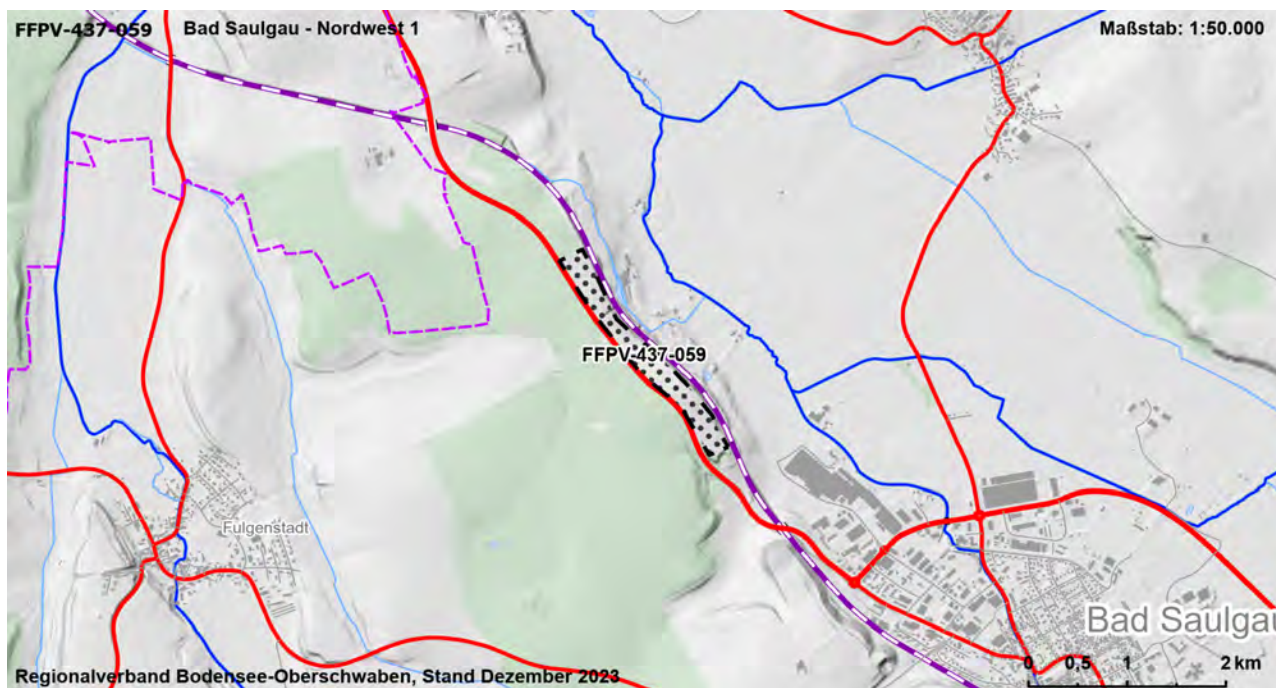 FFPV-437-059 Bad Saulgau - Nordwest 1 Maßstab: 1:50.000
FFPV-437-059
Fulgenstadt
Bad Saulgau
0 0,5 1 2 km
Regionalverband Bodensee-Oberschwaben, Stand Dezember 2023